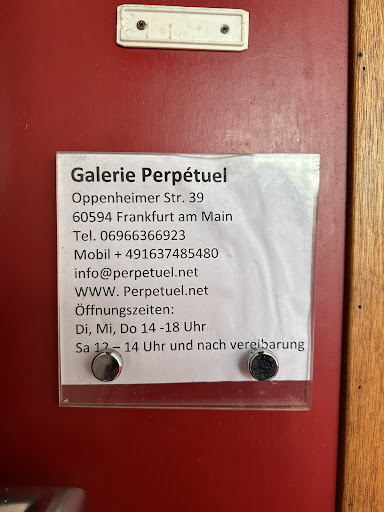 Galerie Perpétuel
Oppenheimer Str. 39
60594 Frankfurt am Main
Tel. 06966366923
Mobil + 491637485480
info@perpetuel.net
WWW. Perpetuel.net
Öffnungszeiten:
Di, Mi, Do 14 -18 Uhr
Sa 12 – 14 Uhr und nach vereibarung